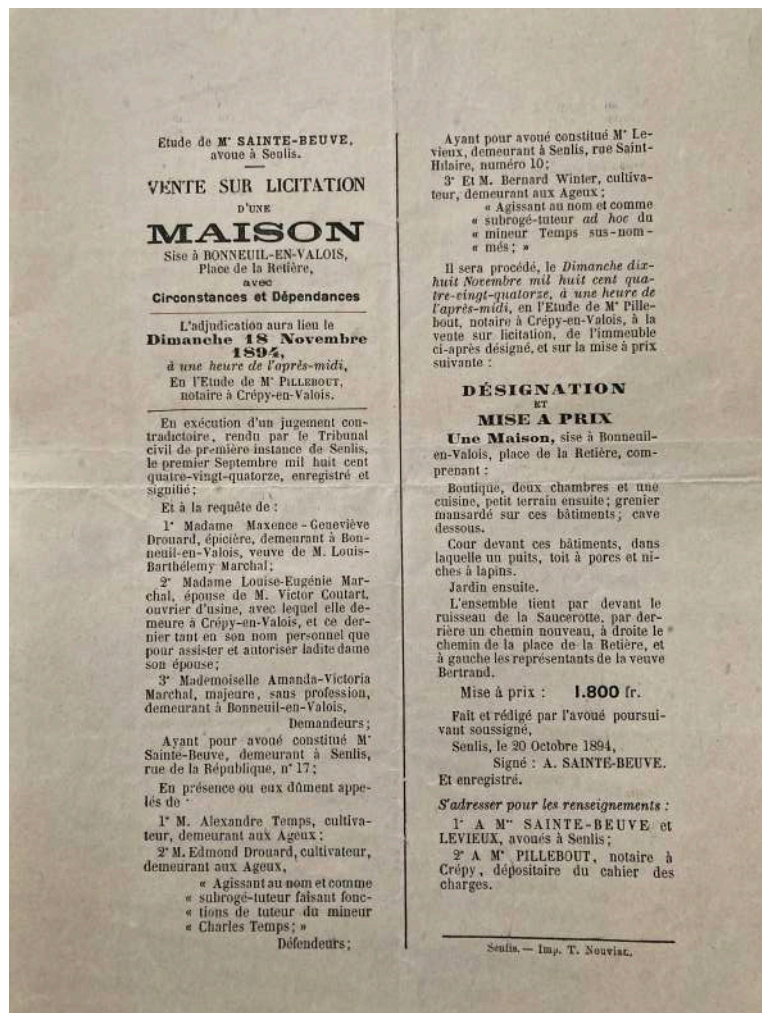 Etude de Mᵉ SAINTE-BEUVE,
avoué à Senlis.
VENTE SUR LICITATION
D'UNE
MAISON
Sise à BONNEUIL-EN-VALOIS,
Place de la Retière,
avec
Circonstances et Dépendances
L'adjudication aura lieu le
Dimanche 18 Novembre
1894,
à une heure de l'après-midi,
En l'Etude de Mᵉ PILLEBOUT,
notaire à Crépy-en-Valois.
En exécution d'un jugement con-
tradictoire, rendu par le Tribunal
civil de première instance de Senlis,
le premier Septembre mil huit cent
quatre-vingt-quatorze, enregistré et
signifié;
Et à la requête de :
1° Madame Maxence-Geneviève
Drouard, épicière, demeurant à Bon-
neuil-en-Valois, veuve de M. Louis-
Barthélemy Marchal;
2° Madame Louise-Eugénie Mar-
chal, épouse de M. Victor Coutart,
ouvrier d'usine, avec lequel elle de-
meure à Crépy-en-Valois, et ce der-
nier tant en son nom personnel que
pour assister et autoriser ladite dame
son épouse;
3° Mademoiselle Amanda-Victoria
Marchal, majeure, sans profession,
demeurant à Bonneuil-en-Valois,
Demandeurs;
Ayant pour avoué constitué Mᵉ
Sainte-Beuve, demeurant à Senlis,
rue de la République, n° 17;
En présence ou eux dûment appe-
lés de :
1° M. Alexandre Temps, cultiva-
teur, demeurant aux Ageux;
2° M. Edmond Drouard, cultivateur,
demeurant aux Ageux,
« Agissant au nom et comme
« subrogé-tuteur faisant fonc-
« tions de tuteur du mineur
« Charles Temps; »
Défendeurs;
Ayant pour avoué constitué Mᵉ Le-
vieux, demeurant à Senlis, rue Saint-
Hilaire, numéro 10;
3° Et M. Bernard Winter, cultiva-
teur, demeurant aux Ageux;
« Agissant au nom et comme
« subrogé-tuteur ad hoc du
« mineur Temps sus-nom-
« més; »
Il sera procédé, le Dimanche dix-
huit Novembre mil huit cent qua-
tre-vingt-quatorze, à une heure de
l'après-midi, en l'Etude de Mᵉ Pille-
bout, notaire à Crépy-en-Valois, à la
vente sur licitation, de l'immeuble
ci-après désigné, et sur la mise à prix
suivante :
DÉSIGNATION
ET
MISE A PRIX
Une Maison, sise à Bonneuil-
en-Valois, place de la Retière, com-
prenant :
Boutique, deux chambres et une
cuisine, petit terrain ensuite; grenier
mansardé sur ces bâtiments; cave
dessous.
Cour devant ces bâtiments, dans
laquelle un puits, toit à porcs et ni-
ches à lapins.
Jardin ensuite.
L'ensemble tient par devant le
ruisseau de la Saucerotte, par der-
rière un chemin nouveau, à droite le
chemin de la place de la Retière, et
à gauche les représentants de la veuve
Bertrand.
Mise à prix : 1.800 fr.
Fait et rédigé par l'avoué poursui-
vant soussigné,
Senlis, le 20 Octobre 1894,
Signé : A. SAINTE-BEUVE.
Et enregistré.
S'adresser pour les renseignements :
1° A Mᵉˢ SAINTE-BEUVE et
LEVIEUX, avoués à Senlis;
2° A Mᵉ PILLEBOUT, notaire à
Crépy, dépositaire du cahier des
charges.
Senlis. — Imp. T. Nouvian.